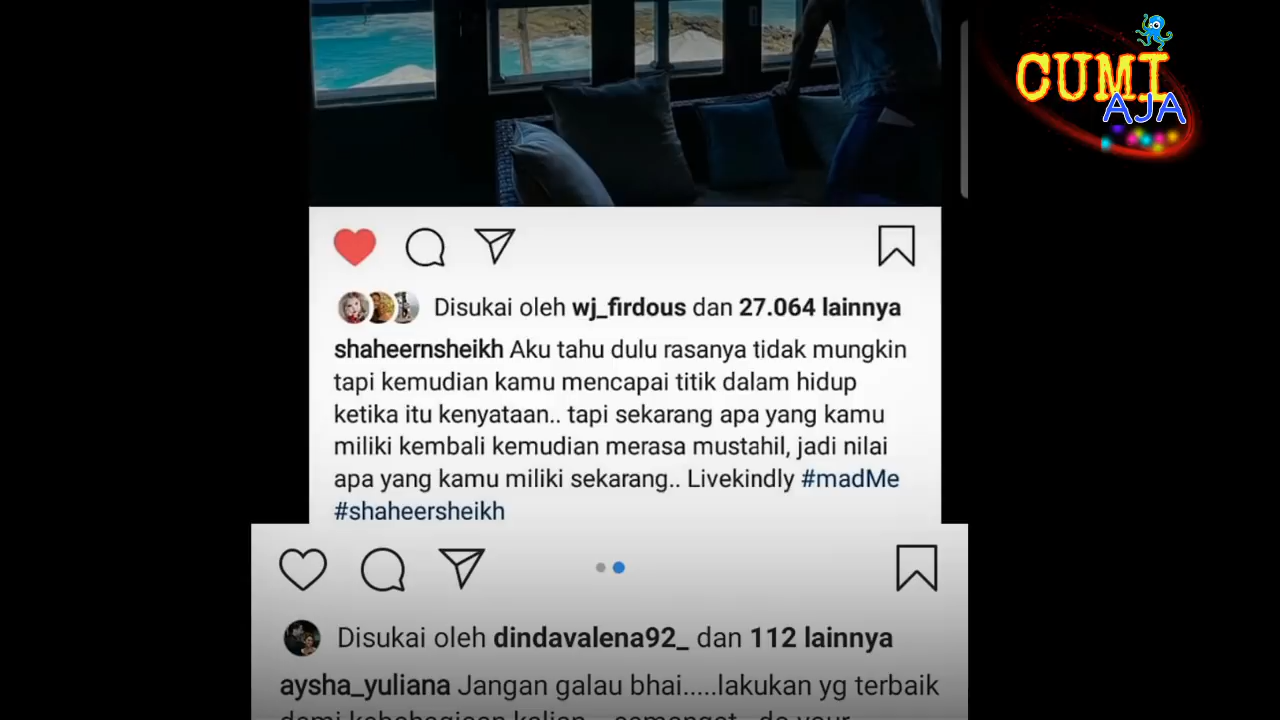 CUMI
AJA
Disukai oleh wj_firdous dan 27.064 lainnya
shaheernsheikh Aku tahu dulu rasanya tidak mungkin
tapi kemudian kamu mencapai titik dalam hidup
ketika itu kenyataan.. tapi sekarang apa yang kamu
miliki kembali kemudian merasa mustahil, jadi nilai
apa yang kamu miliki sekarang.. Livekindly #madMe
#shaheersheikh
Disukai oleh dindavalena92_ dan 112 lainnya
aysha_yuliana Jangan galau bhai.....lakukan yg terbaik